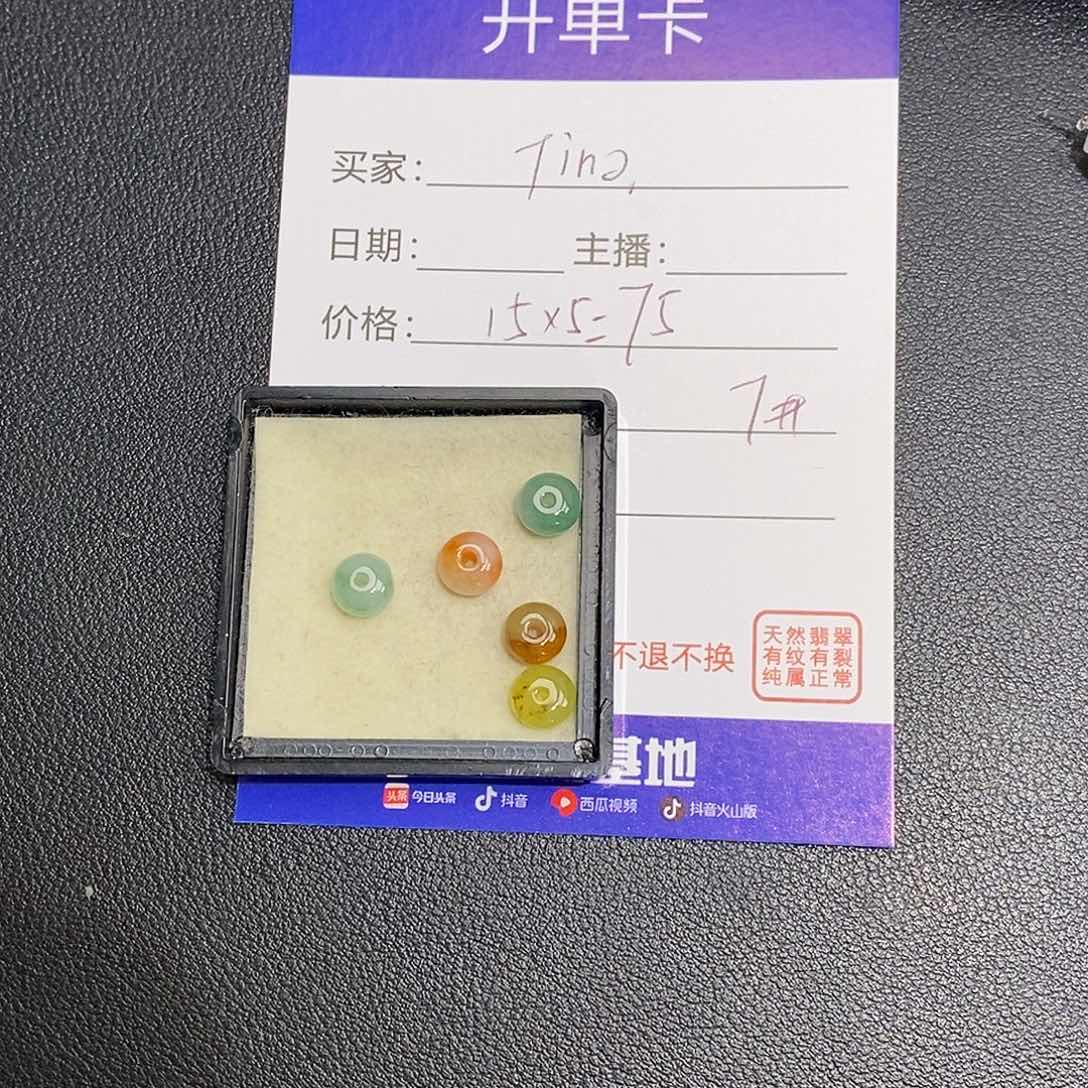 开单卡
买家: Tina
日期: 主播:
价格: 15×5=75
7#
不退不换
天然翡翠
有纹有裂
纯属正常
基地
头条 今日头条 抖音 西瓜视频 抖音火山版